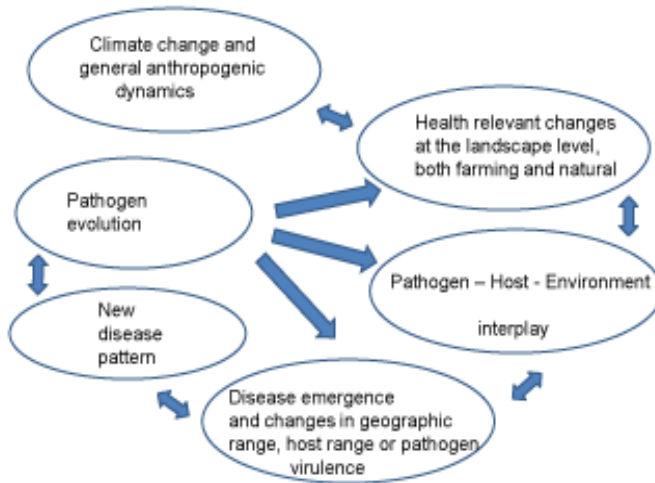 Climate change and
general anthropogenic
dynamics
Health relevant changes
at the landscape level,
both farming and natural
Pathogen
evolution
Pathogen – Host - Environment
interplay
New
disease
pattern
Disease emergence
and changes in geographic
range, host range or pathogen
virulence